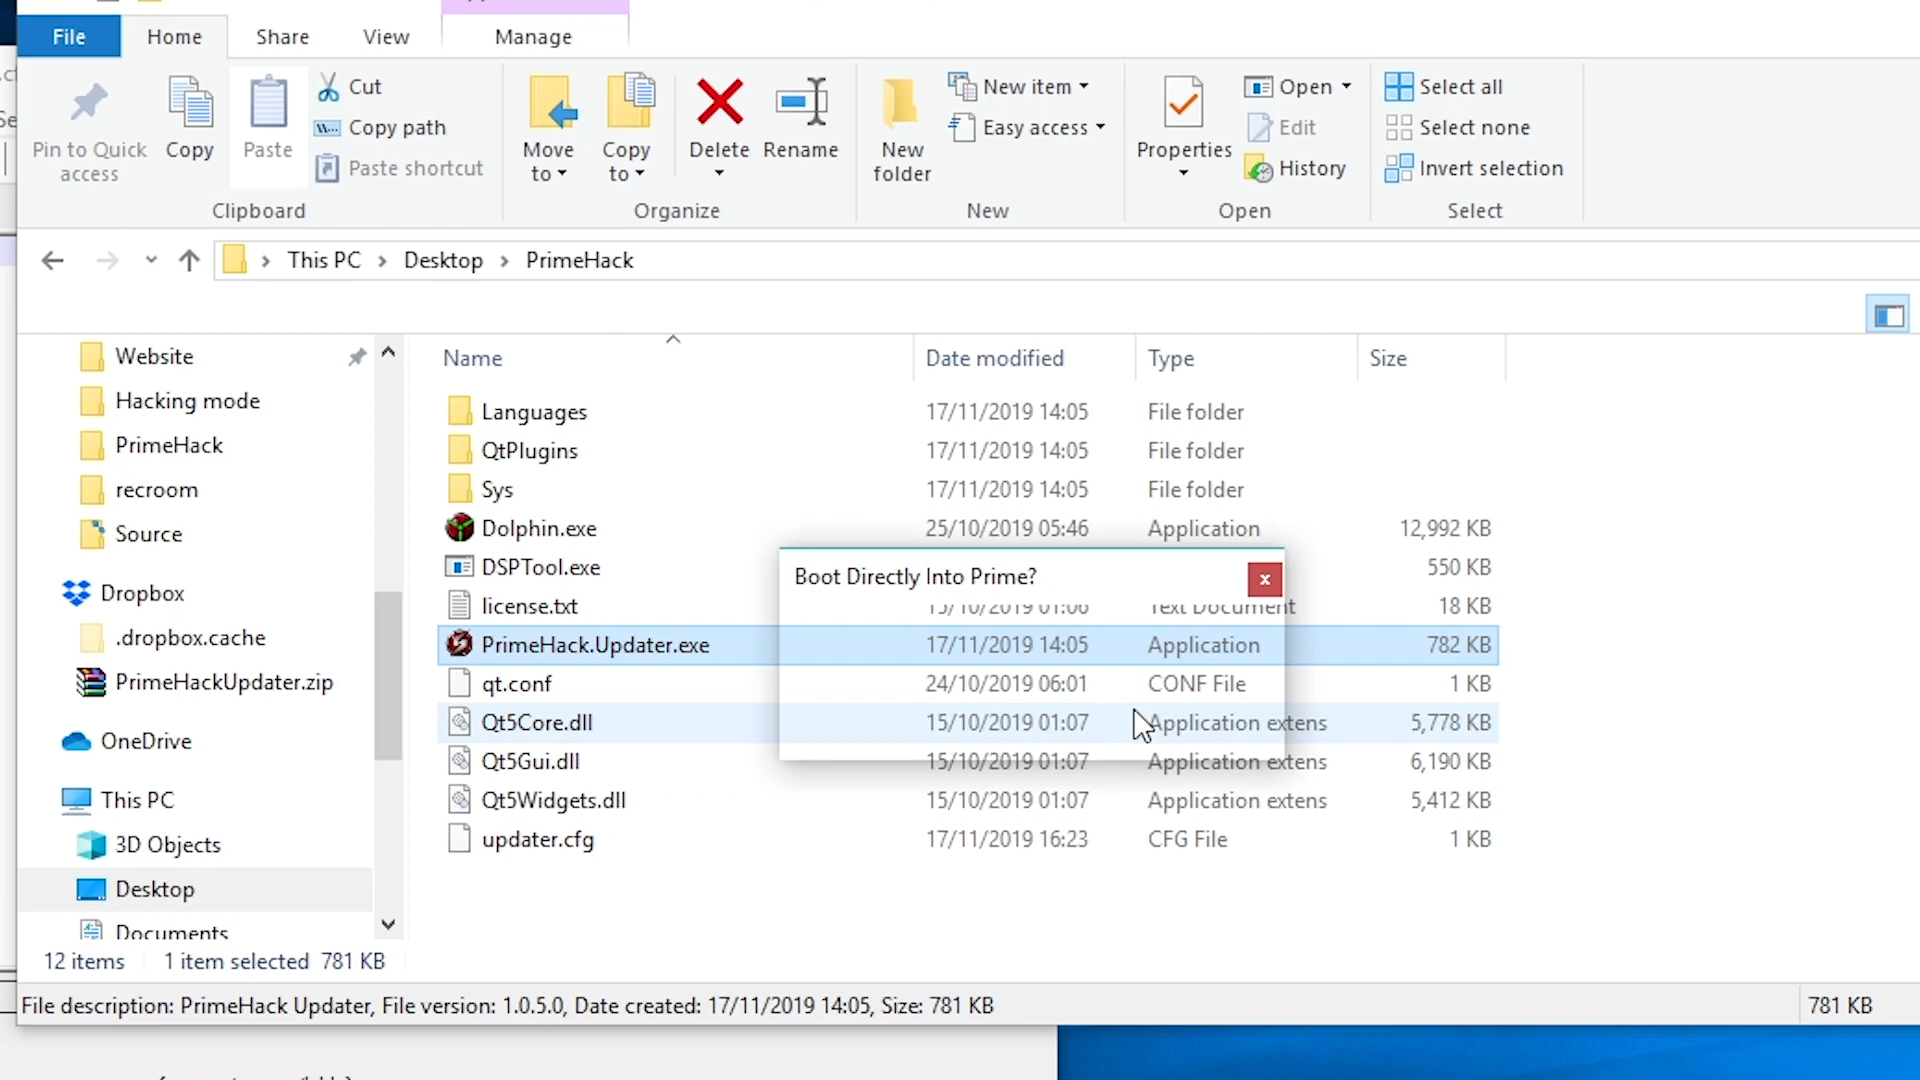 File Home Share View Manage
Pin to Quick access
Copy
Paste
Cut
Copy path
Paste shortcut
Clipboard
Move to
Copy to
Delete
Rename
Organize
New folder
New item
Easy access
New
Properties
Open
Edit
History
Open
Select all
Select none
Invert selection
Select
This PC > Desktop > PrimeHack
Website
Hacking mode
PrimeHack
recroom
Source
Dropbox
.dropbox.cache
PrimeHackUpdater.zip
OneDrive
This PC
3D Objects
Desktop
Documents
Name Date modified Type Size
Languages 17/11/2019 14:05 File folder
QtPlugins 17/11/2019 14:05 File folder
Sys 17/11/2019 14:05 File folder
Dolphin.exe 25/10/2019 05:46 Application 12,992 KB
DSPTool.exe 550 KB
Boot Directly Into Prime? x
license.txt 15/10/2019 01:06 Text Document 18 KB
PrimeHack.Updater.exe 17/11/2019 14:05 Application 782 KB
qt.conf 24/10/2019 06:01 CONF File 1 KB
Qt5Core.dll 15/10/2019 01:07 Application extens 5,778 KB
Qt5Gui.dll 15/10/2019 01:07 Application extens 6,190 KB
Qt5Widgets.dll 15/10/2019 01:07 Application extens 5,412 KB
updater.cfg 17/11/2019 16:23 CFG File 1 KB
12 items 1 item selected 781 KB
File description: PrimeHack Updater, File version: 1.0.5.0, Date created: 17/11/2019 14:05, Size: 781 KB 781 KB